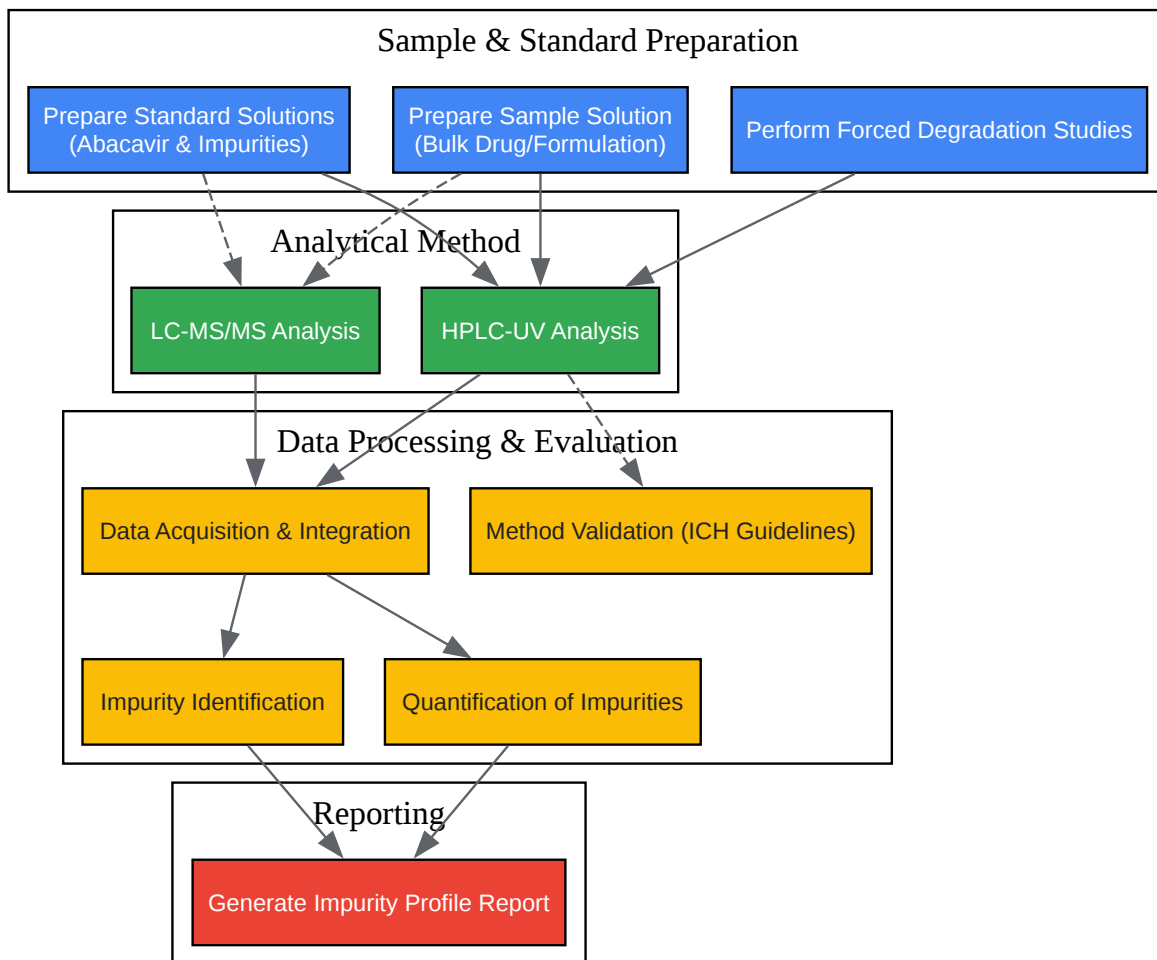 Sample & Standard Preparation
Prepare Standard Solutions
(Abacavir & Impurities)
Prepare Sample Solution
(Bulk Drug/Formulation)
Perform Forced Degradation Studies
Analytical Method
LC-MS/MS Analysis
HPLC-UV Analysis
Data Processing & Evaluation
Data Acquisition & Integration
Method Validation (ICH Guidelines)
Impurity Identification
Quantification of Impurities
Reporting
Generate Impurity Profile Report